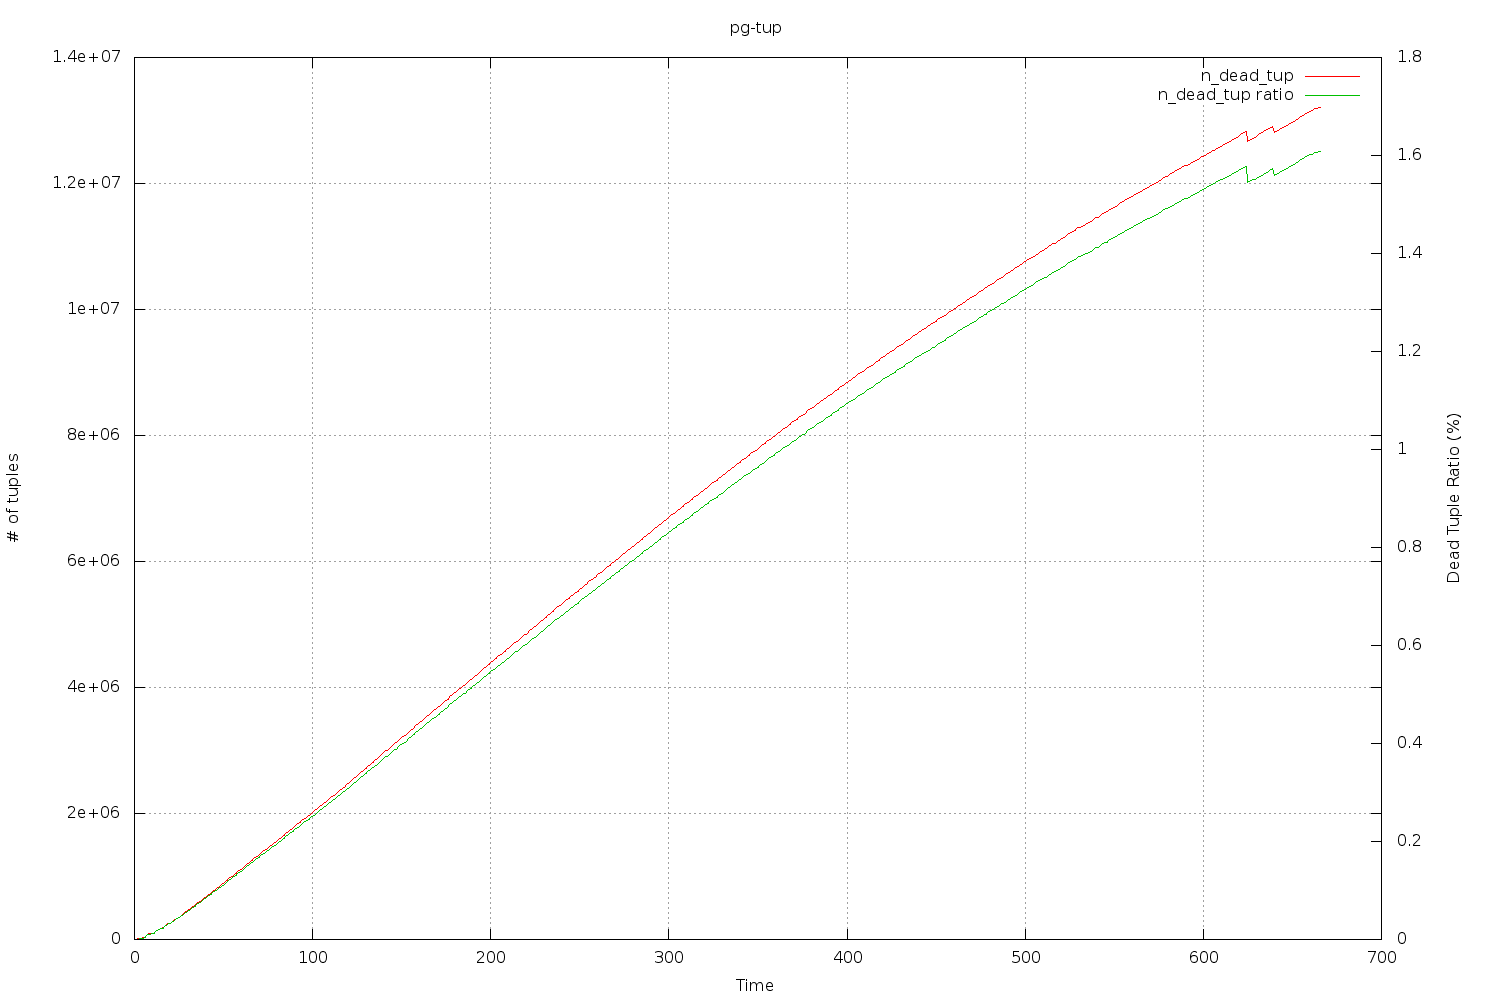 pg-tup
n_dead_tup
n_dead_tup ratio
1.4e+07
1.2e+07
1e+07
8e+06
6e+06
4e+06
2e+06
0
# of tuples
1.8
1.6
1.4
1.2
1
0.8
0.6
0.4
0.2
0
Dead Tuple Ratio (%)
0 100 200 300 400 500 600 700
Time